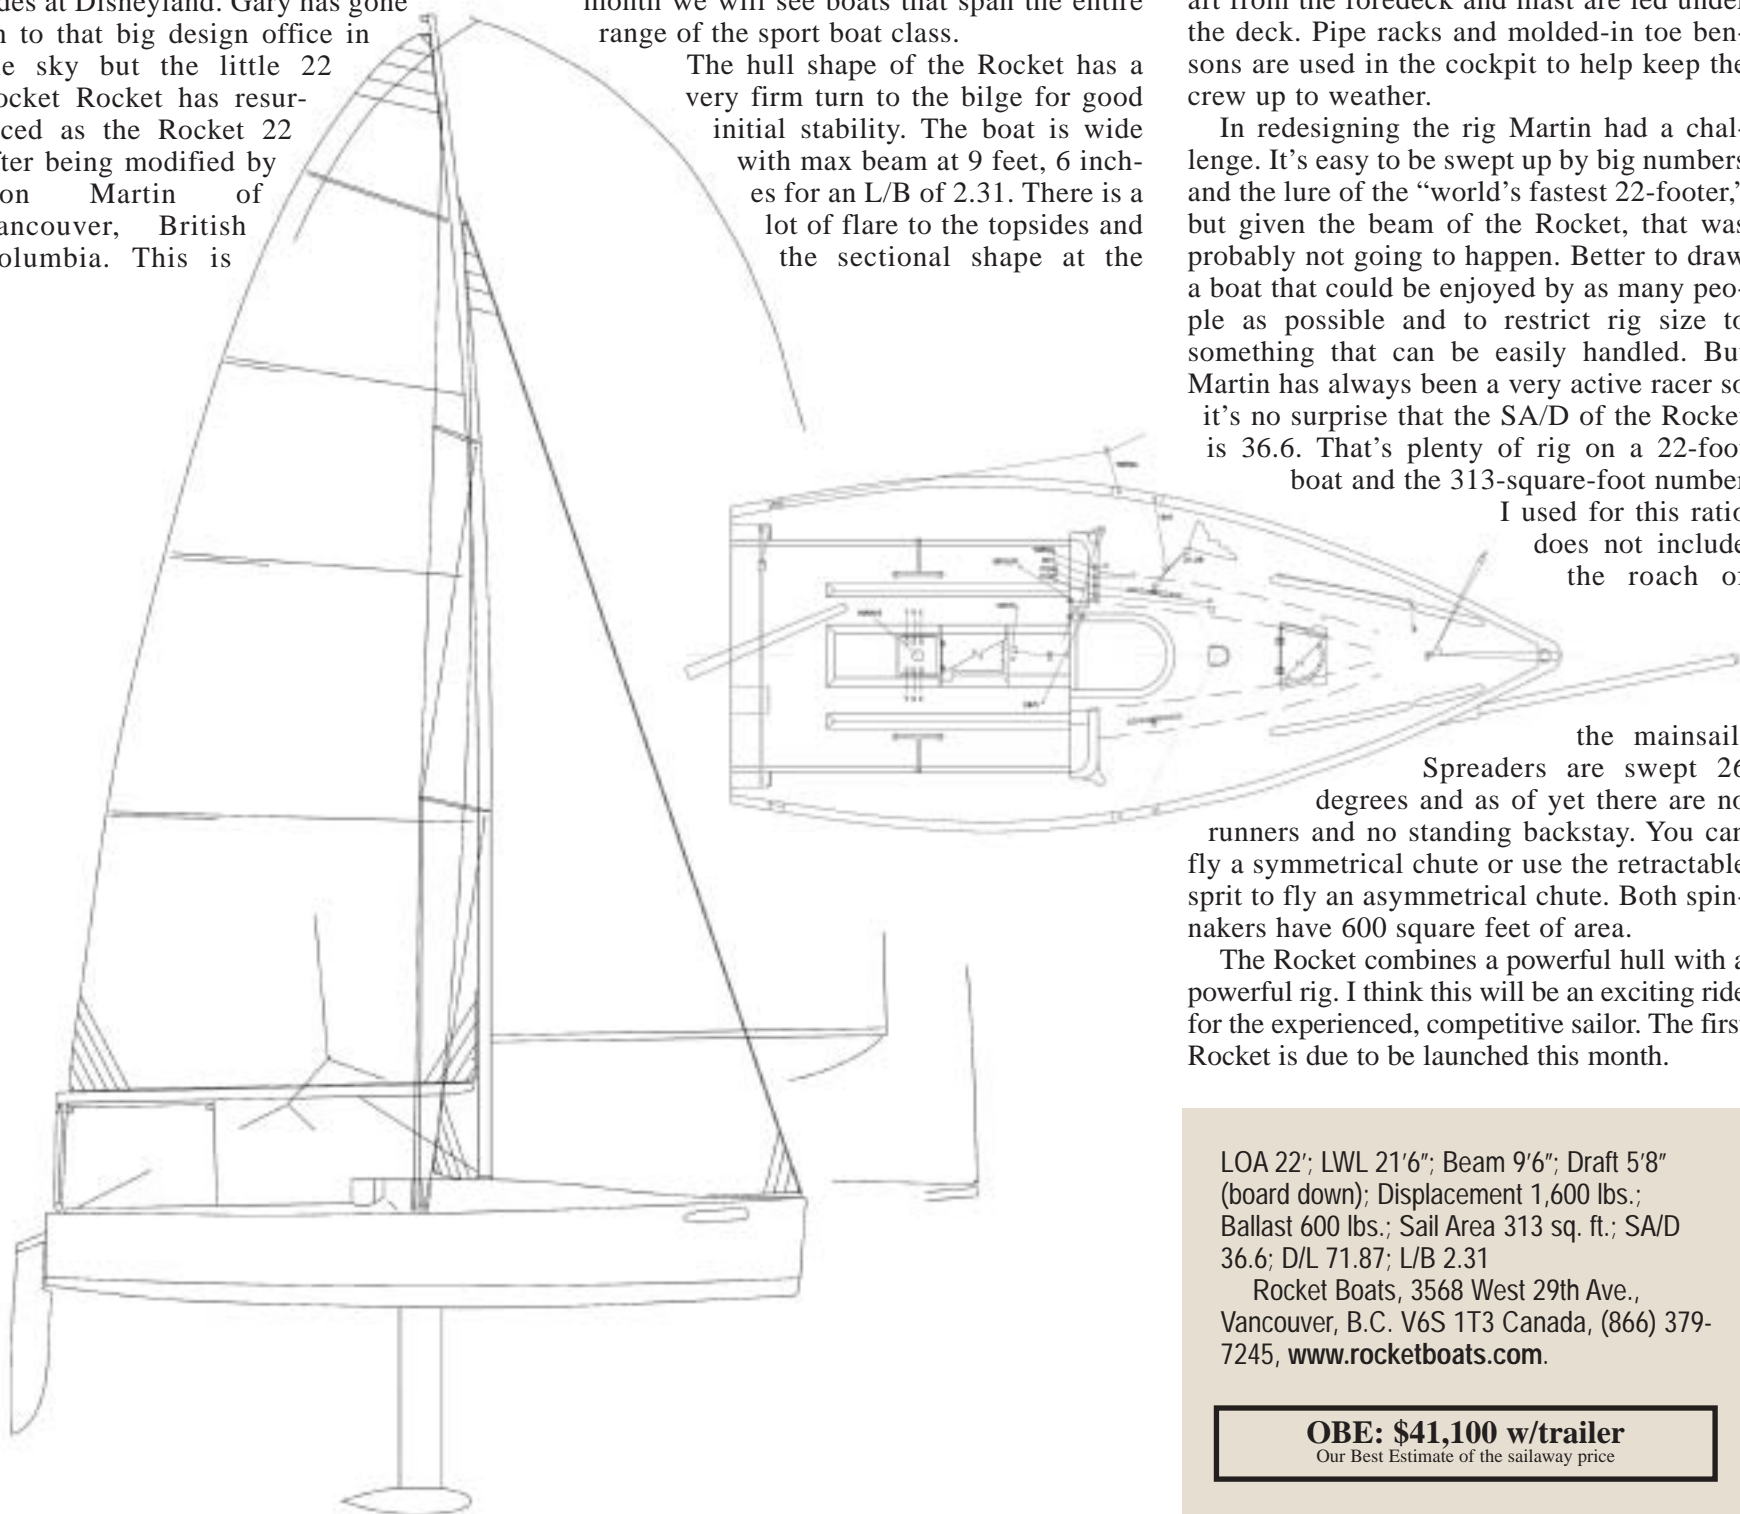 des at Disneyland. Gary has gone
to that big design office in
sky but the little 22
Rocket has resur-
as the Rocket 22
being modified by
Martin of
British
This is
month we will see boats that span the entire
range of the sport boat class.
The hull shape of the Rocket has a
very firm turn to the bilge for good
initial stability. The boat is wide
with max beam at 9 feet, 6 inch-
es for an L/B of 2.31. There is a
lot of flare to the topsides and
the sectional shape at the
art from the foredeck and mast are led under
the deck. Pipe racks and molded-in toe ben-
sons are used in the cockpit to help keep the
crew up to weather.
In redesigning the rig Martin had a chal-
lenge. It’s easy to be swept up by big numbers
and the lure of the “world’s fastest 22-footer,”
but given the beam of the Rocket, that was
probably not going to happen. Better to draw
a boat that could be enjoyed by as many peo-
ple as possible and to restrict rig size to
something that can be easily handled. But
Martin has always been a very active racer so
it’s no surprise that the SA/D of the Rocket
is 36.6. That’s plenty of rig on a 22-foot
boat and the 313-square-foot number
I used for this ratio
does not include
the roach of
the mainsail.
Spreaders are swept 26
degrees and as of yet there are no
runners and no standing backstay. You can
fly a symmetrical chute or use the retractable
sprit to fly an asymmetrical chute. Both spin-
nakers have 600 square feet of area.
The Rocket combines a powerful hull with a
powerful rig. I think this will be an exciting ride
for the experienced, competitive sailor. The first
Rocket is due to be launched this month.
LOA 22'; LWL 21'6"; Beam 9'6"; Draft 5'8"
(board down); Displacement 1,600 lbs.;
Ballast 600 lbs.; Sail Area 313 sq. ft.; SA/D
36.6; D/L 71.87; L/B 2.31
Rocket Boats, 3568 West 29th Ave.,
Vancouver, B.C. V6S 1T3 Canada, (866) 379-
7245, www.rocketboats.com.
OBE: $41,100 w/trailer
Our Best Estimate of the sailaway price